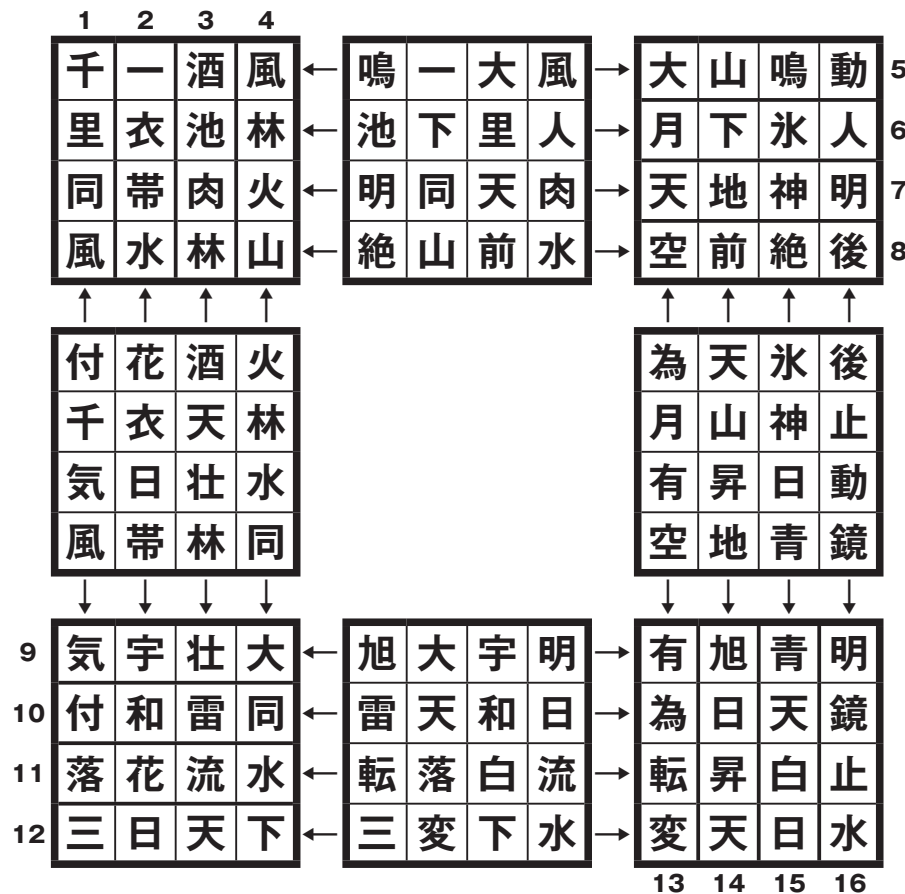 1 2 3 4
千 一 酒 風 ← 鳴 一 大 風 → 大 山 鳴 動 5
里 衣 池 林 ← 池 下 里 人 → 月 下 氷 人 6
同 帯 肉 火 ← 明 同 天 肉 → 天 地 神 明 7
風 水 林 山 ← 絶 山 前 水 → 空 前 絶 後 8
↑ ↑ ↑ ↑ ↑ ↑ ↑ ↑
付 花 酒 火 為 天 氷 後
千 衣 天 林 月 山 神 止
気 日 壮 水 有 昇 日 動
風 帯 林 同 空 地 青 鏡
↓ ↓ ↓ ↓ ↓ ↓ ↓ ↓
9 気 宇 壮 大 ← 旭 大 宇 明 → 有 旭 青 明
10 付 和 雷 同 ← 雷 天 和 日 → 為 日 天 鏡
11 落 花 流 水 ← 転 落 白 流 → 転 昇 白 止
12 三 日 天 下 ← 三 変 下 水 → 変 天 日 水
13 14 15 16